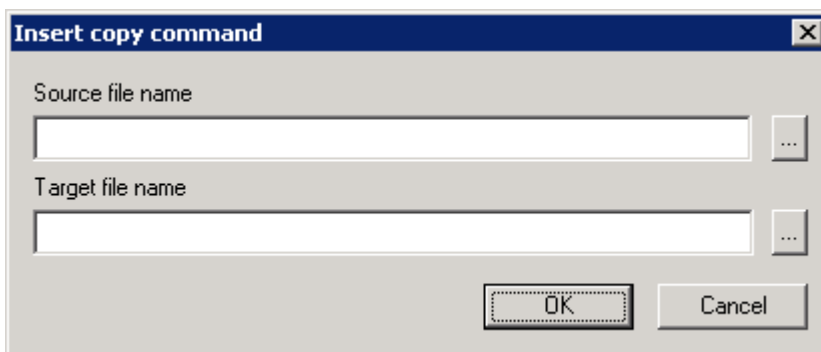 Insert copy command
Source file name
...
Target file name
...
OK Cancel